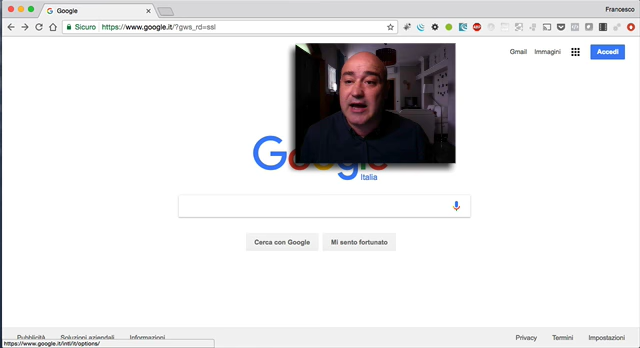 Google
Francesco
Sicuro
https://www.google.it/?gws_rd=ssl
Gmail
Immagini
Accedi
Google
Italia
Cerca con Google
Mi sento fortunato
Pubblicità
Soluzioni aziendali
Informazioni
Privacy
Termini
Impostazioni
https://www.google.it/intl/it/options/